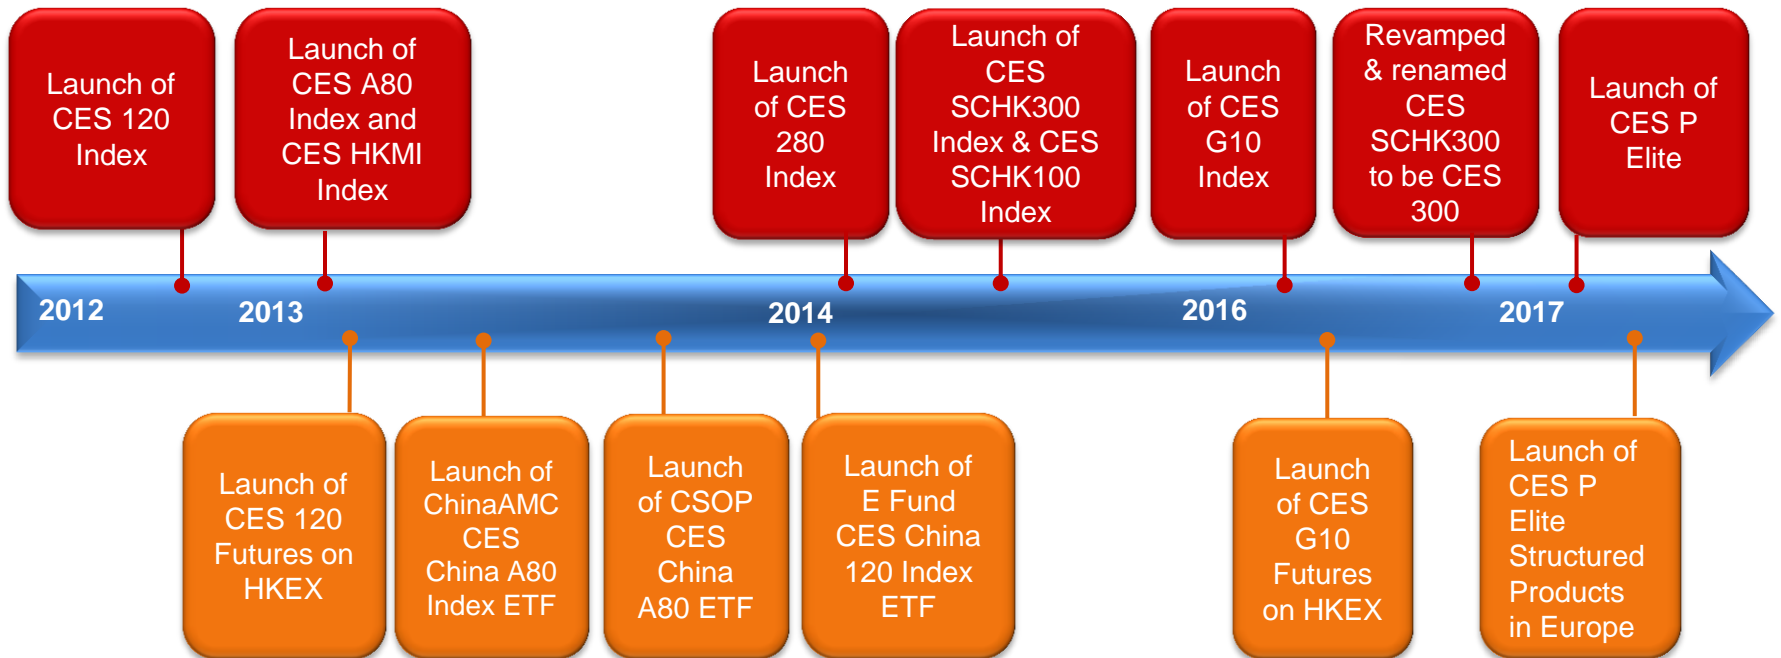 Launch of
CES 120
Index
Launch of
CES A80
Index and
CES HKMI
Index
Launch
of CES
280
Index
Launch of
CES
SCHK300
Index & CES
SCHK100
Index
Launch
of CES
G10
Index
Revamped
& renamed
CES
SCHK300
to be CES
300
Launch of
CES P
Elite
2012
2013
2014
2016
2017
Launch of
CES 120
Futures on
HKEX
Launch of
ChinaAMC
CES
China A80
Index ETF
Launch
of CSOP
CES
China
A80 ETF
Launch of
E Fund
CES China
120 Index
ETF
Launch
of CES
G10
Futures
on HKEX
Launch of
CES P
Elite
Structured
Products
in Europe